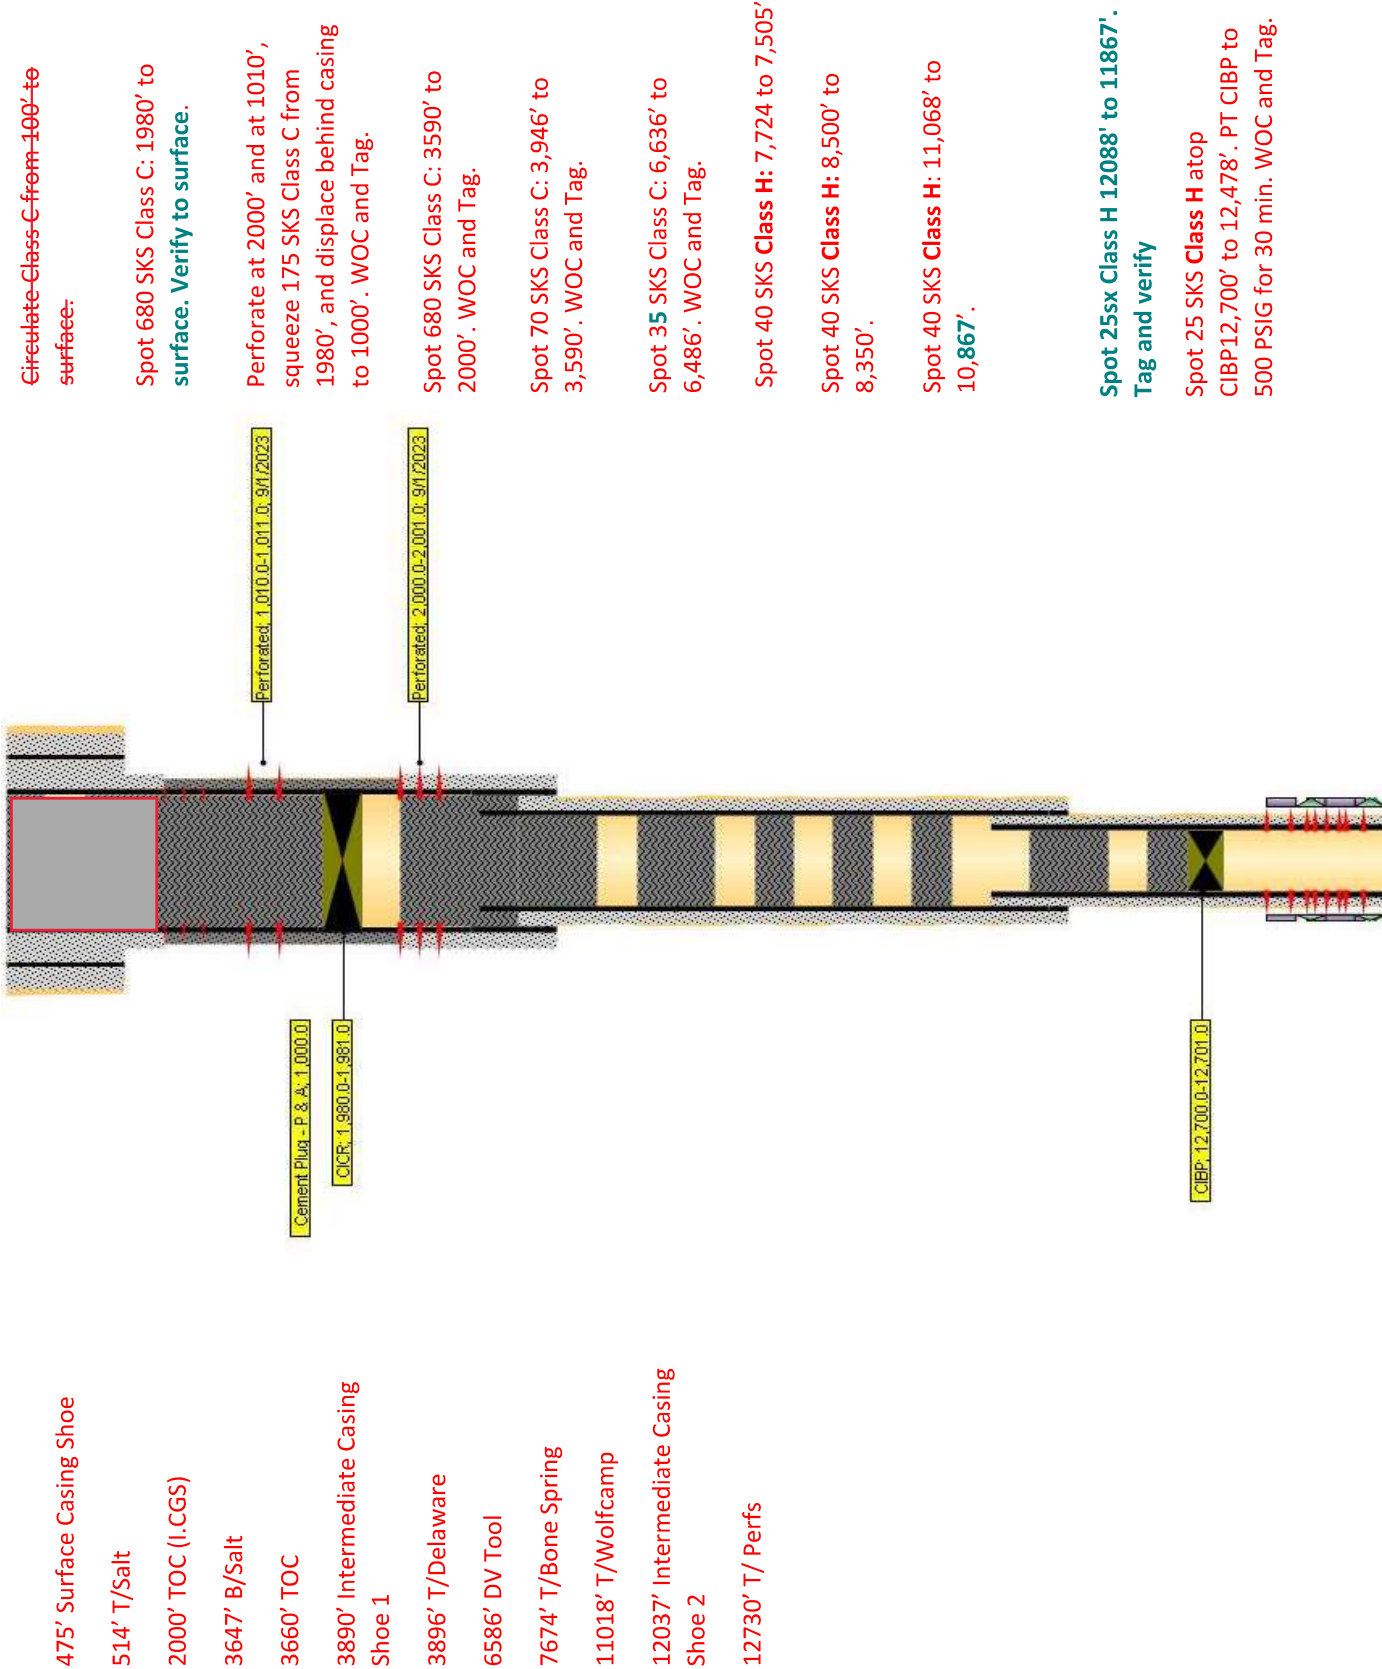 Circulate Class C from 100’ to
surface.
Spot 680 SKS Class C: 1980’ to
surface. Verify to surface.
Perforate at 2000’ and at 1010’,
squeeze 175 SKS Class C from
1980’, and displace behind casing
to 1000’. WOC and Tag.
Spot 680 SKS Class C: 3590’ to
2000’. WOC and Tag.
Spot 70 SKS Class C: 3,946’ to
3,590’. WOC and Tag.
Spot 35 SKS Class C: 6,636’ to
6,486’. WOC and Tag.
Spot 40 SKS Class H: 7,724 to 7,505’
Spot 40 SKS Class H: 8,500’ to
8,350’.
Spot 40 SKS Class H: 11,068’ to
10,867’.
Spot 25sx Class H 12088' to 11867'.
Tag and verify
Spot 25 SKS Class H atop
CIBP12,700’ to 12,478’. PT CIBP to
500 PSIG for 30 min. WOC and Tag.
Perforated; 1,010.0-1,011.0; 9/1/2023
Perforated; 2,000.0-2,001.0; 9/1/2023
Cement Plug - P & A; 1,000.0
CICR; 1,980.0-1,981.0
CIBP; 12,700.0-12,701.0
475’ Surface Casing Shoe
514’ T/Salt
2000’ TOC (I.CGS)
3647’ B/Salt
3660’ TOC
3890’ Intermediate Casing
Shoe 1
3896’ T/Delaware
6586’ DV Tool
7674’ T/Bone Spring
11018’ T/Wolfcamp
12037’ Intermediate Casing
Shoe 2
12730’ T/ Perfs